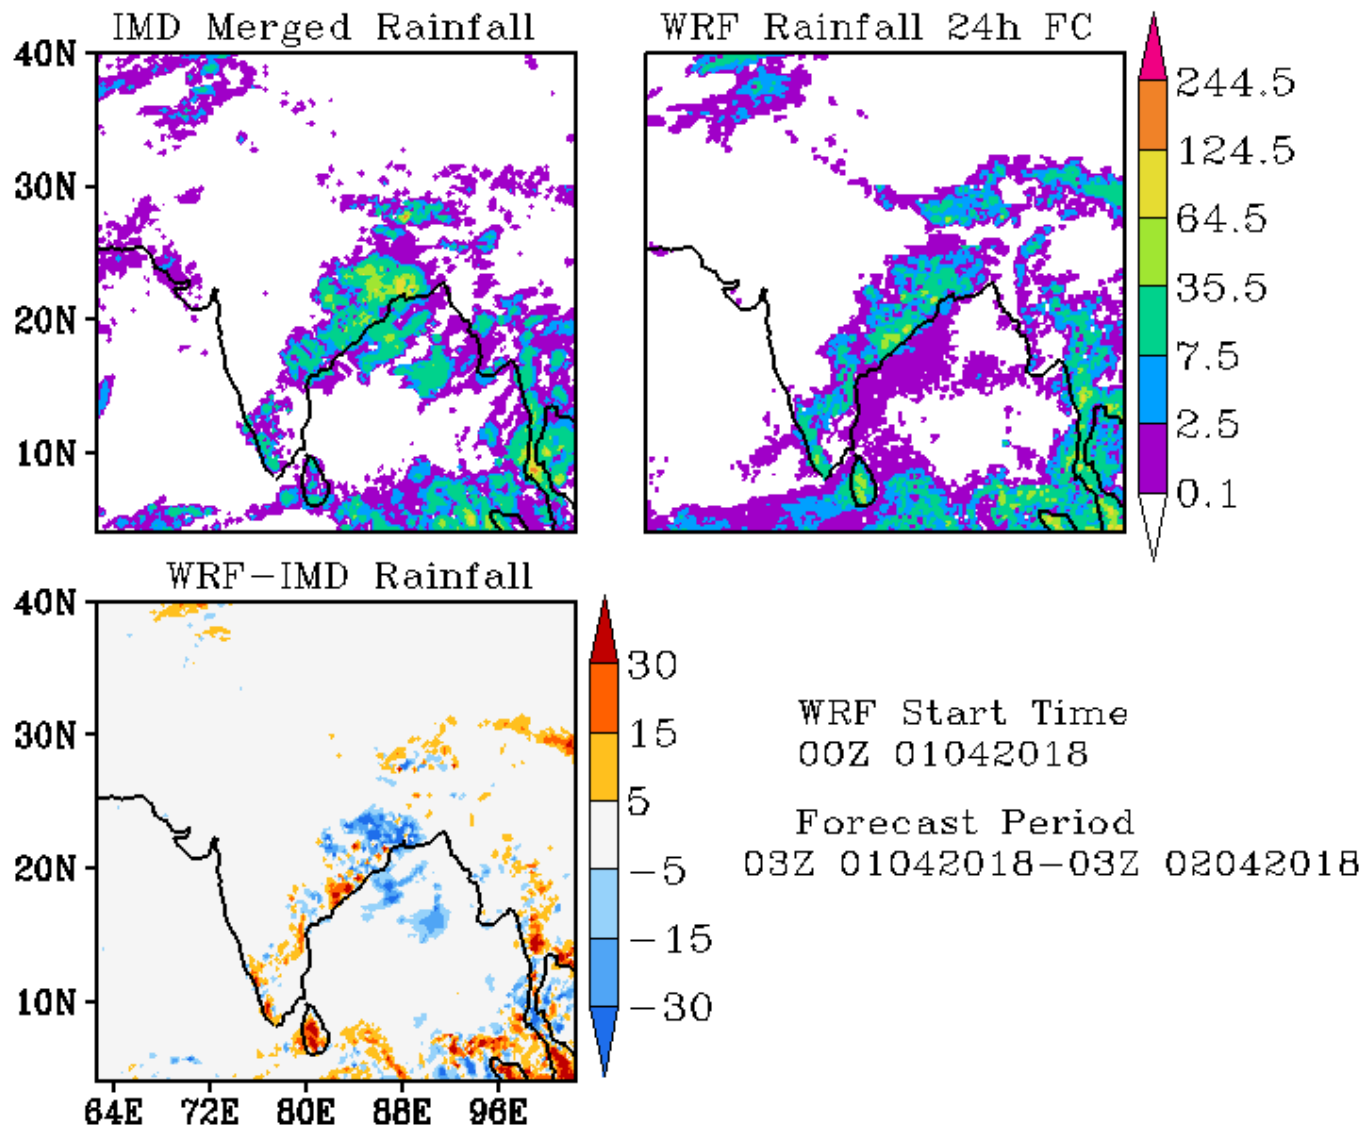 IMD Merged Rainfall
WRF Rainfall 24h FC
40N
30N
20N
10N
244.5
124.5
64.5
35.5
7.5
2.5
0.1
WRF-IMD Rainfall
40N
30N
20N
10N
64E 72E 80E 88E 96E
30
15
5
-5
-15
-30
WRF Start Time
00Z 01042018
Forecast Period
03Z 01042018-03Z 02042018